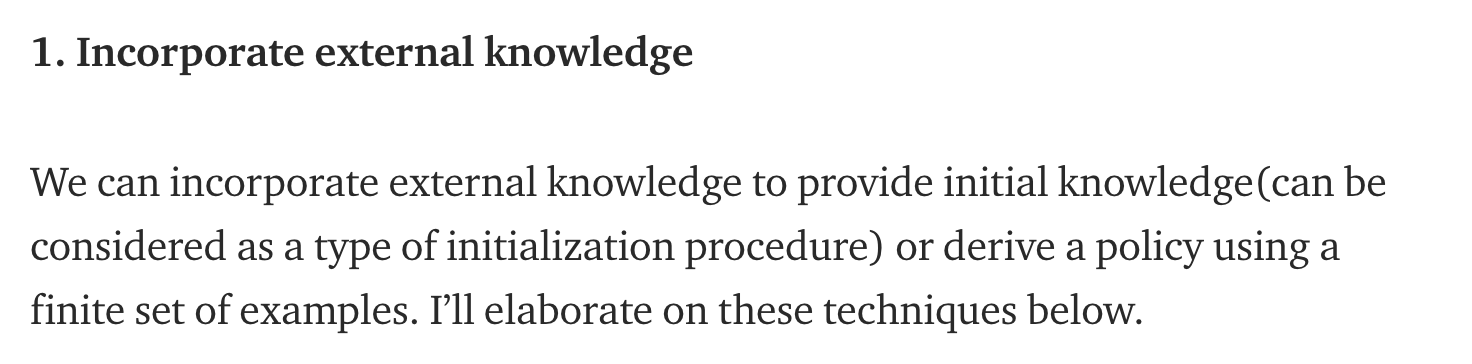 1. Incorporate external knowledge
We can incorporate external knowledge to provide initial knowledge(can be
considered as a type of initialization procedure) or derive a policy using a
finite set of examples. I’ll elaborate on these techniques below.